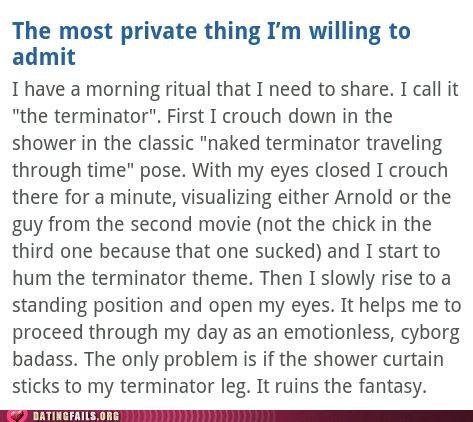 The most private thing I’m willing to
admit
I have a morning ritual that I need to share. I call it
"the terminator". First I crouch down in the
shower in the classic "naked terminator traveling
through time" pose. With my eyes closed I crouch
there for a minute, visualizing either Arnold or the
guy from the second movie (not the chick in the
third one because that one sucked) and I start to
hum the terminator theme. Then I slowly rise to a
standing position and open my eyes. It helps me to
proceed through my day as an emotionless, cyborg
badass. The only problem is if the shower curtain
sticks to my terminator leg. It ruins the fantasy.
DATINGFAILS.ORG